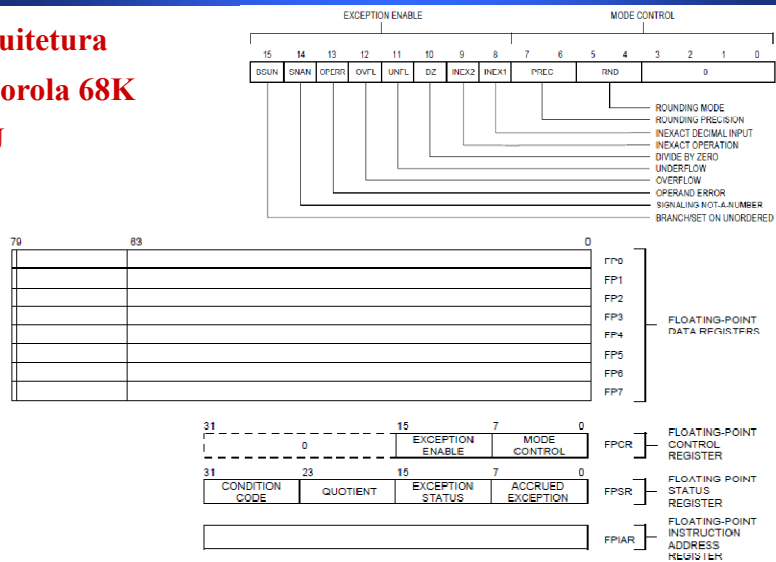 uitetura
orola 68K
EXCEPTION ENABLE MODE CONTROL
15 14 13 12 11 10 9 8 7 6 5 4 3 2 1 0
BSUN SNAN OPERR OVFL UNFL DZ INEX2 INEX1 PREC RND 0
ROUNDING MODE
ROUNDING PRECISION
INEXACT DECIMAL INPUT
INEXACT OPERATION
DIVIDE BY ZERO
UNDERFLOW
OVERFLOW
OPERAND ERROR
SIGNALING NOT-A-NUMBER
BRANCH/SET ON UNORDERED
79 63 0
FP0
FP1
FP2
FP3
FP4
FP5
FP6
FP7
FLOATING-POINT
DATA REGISTERS
31 15 7 0
0 EXCEPTION ENABLE MODE CONTROL FPCR
FLOATING-POINT
CONTROL
REGISTER
31 23 15 7 0
CONDITION CODE QUOTIENT EXCEPTION STATUS ACCRUED EXCEPTION FPSR
FLOATING POINT
STATUS
REGISTER
FPIAR
FLOATING-POINT
INSTRUCTION
ADDRESS
REGISTER